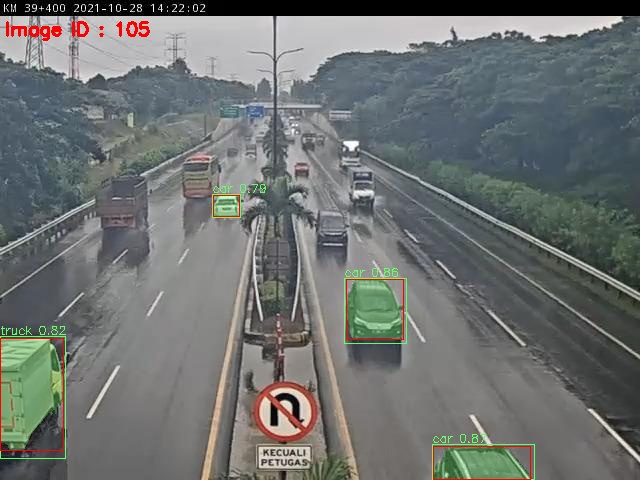 KM 39+400 2021-10-28 14:22:02
Image ID : 105
car 0.79
car 0.86
truck 0.82
car 0.87
KECUALI
PETUGAS